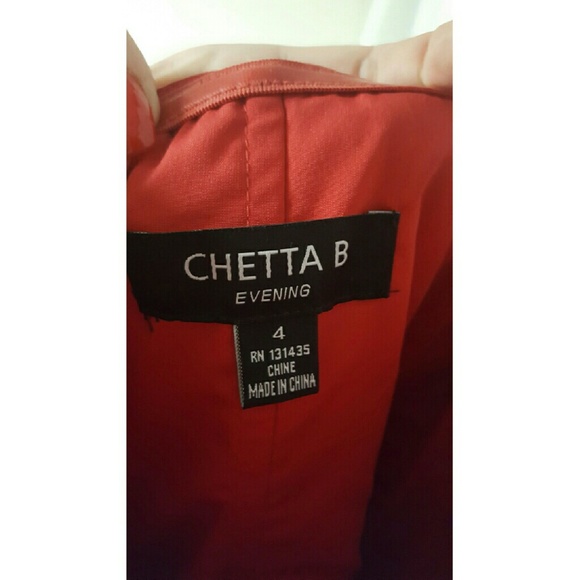 CHETTA B
EVENING
4
RN 131435
CHINE
MADE IN CHINA